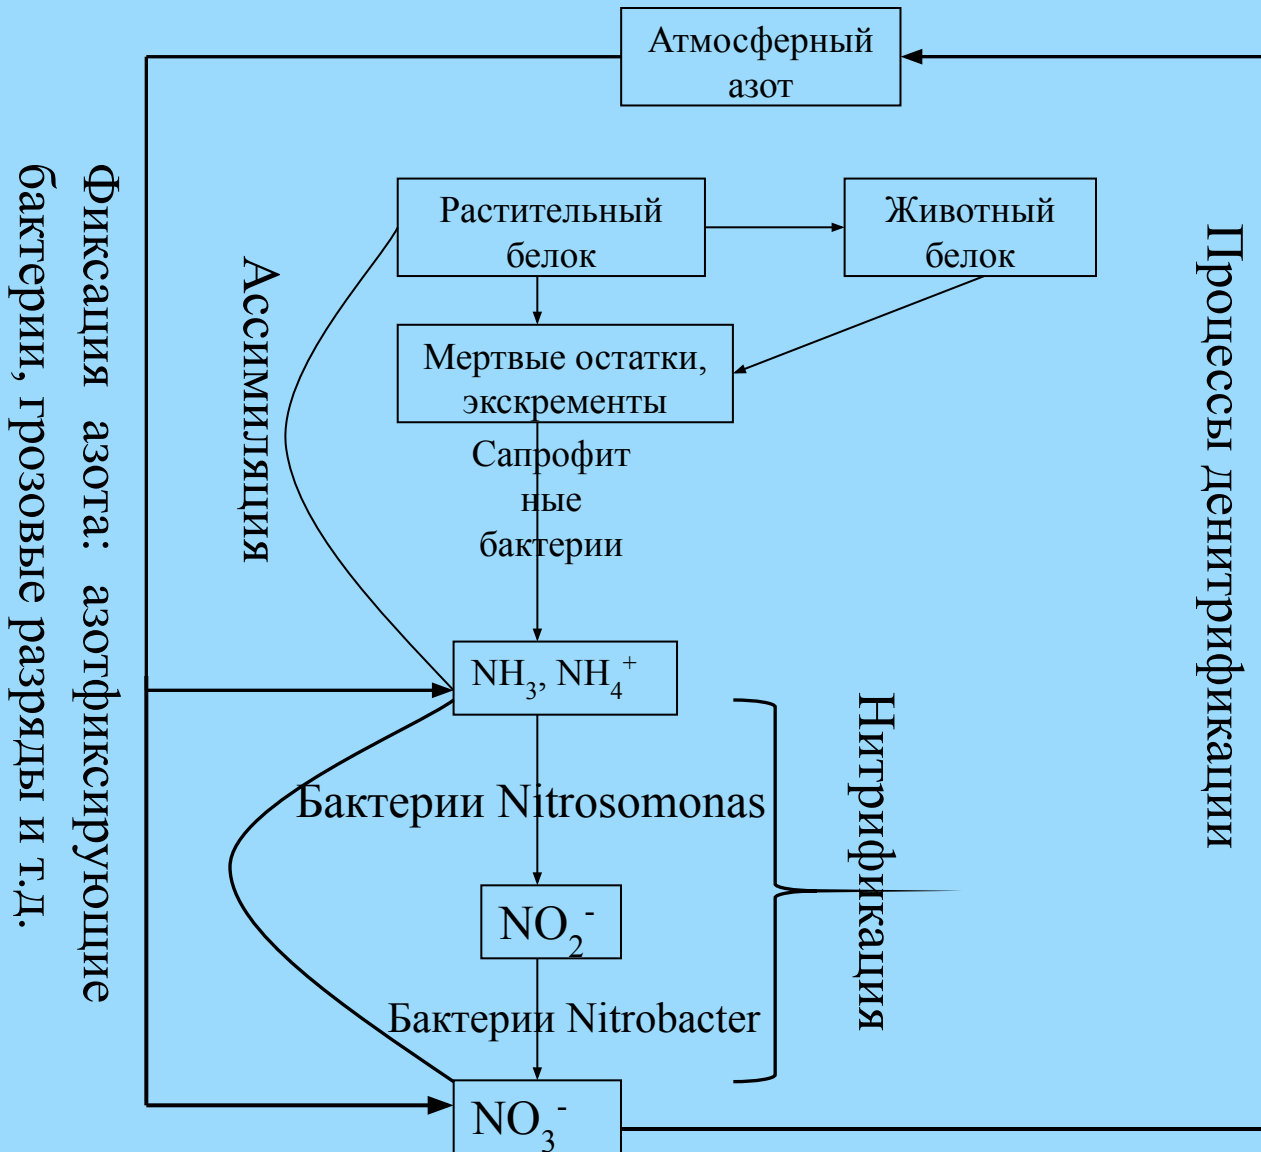 Атмосферный
азот
Фиксация азота: азотфиксирующие
бактерии, грозовые разряды и т.д.
Ассимиляция
Растительный
белок
Животный
белок
Мертвые остатки,
экскременты
Сапрофит
ные
бактерии
NH₃, NH₄⁺
Бактерии Nitrosomonas
NO₂⁻
Бактерии Nitrobacter
NO₃⁻
Нитрификация
Процессы денитрификации